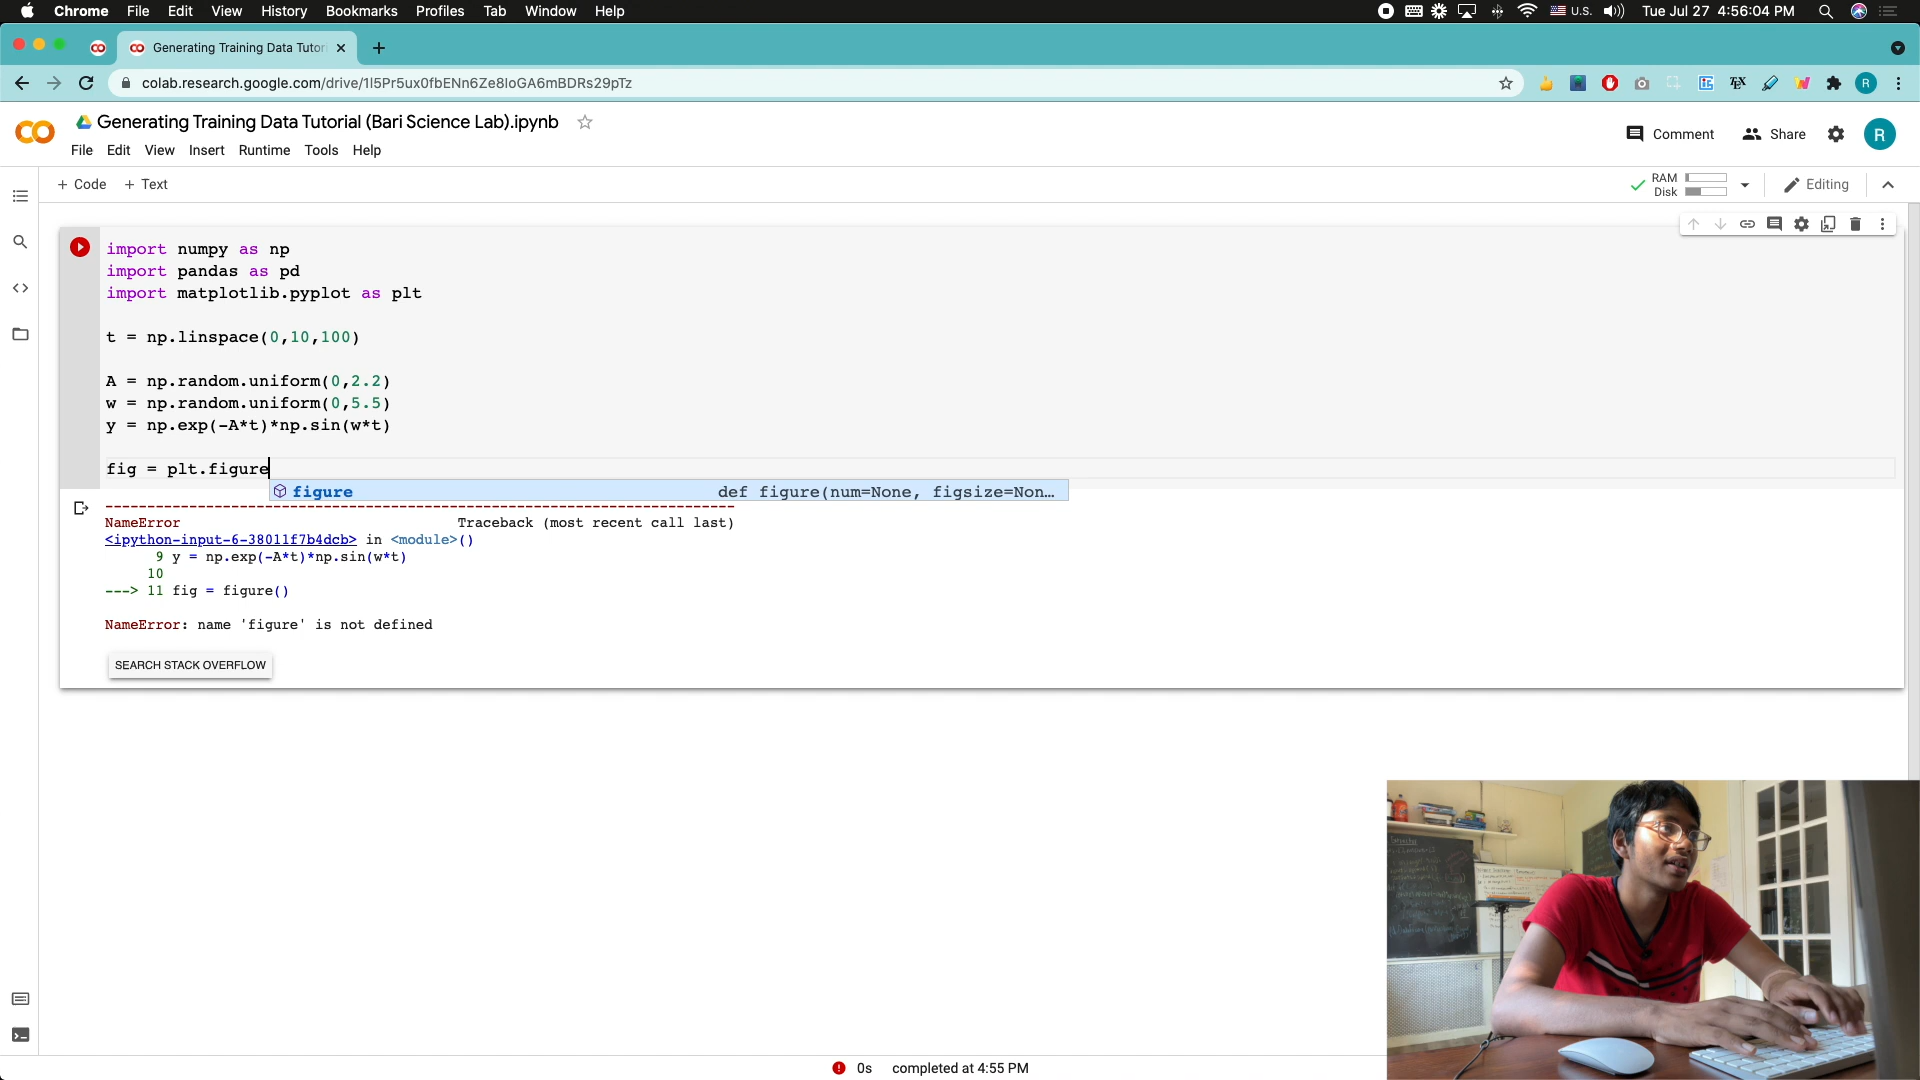 Chrome File Edit View History Bookmarks Profiles Tab Window Help U.S. Tue Jul 27 4:56:04 PM
Generating Training Data Tutor
colab.research.google.com/drive/1I5Pr5ux0fbENn6Ze8IoGA6mBDRs29pTz R
Generating Training Data Tutorial (Bari Science Lab).ipynb
Comment Share R
File Edit View Insert Runtime Tools Help
+ Code + Text
RAM
Disk
Editing
import numpy as np
import pandas as pd
import matplotlib.pyplot as plt
t = np.linspace(0,10,100)
A = np.random.uniform(0,2.2)
w = np.random.uniform(0,5.5)
y = np.exp(-A*t)*np.sin(w*t)
fig = plt.figure
figure def figure(num=None, figsize=Non…
---------------------------------------------------------------------------
NameError Traceback (most recent call last)
<ipython-input-6-38011f7b4dcb> in <module>()
9 y = np.exp(-A*t)*np.sin(w*t)
10
---> 11 fig = figure()
NameError: name 'figure' is not defined
SEARCH STACK OVERFLOW
0s completed at 4:55 PM